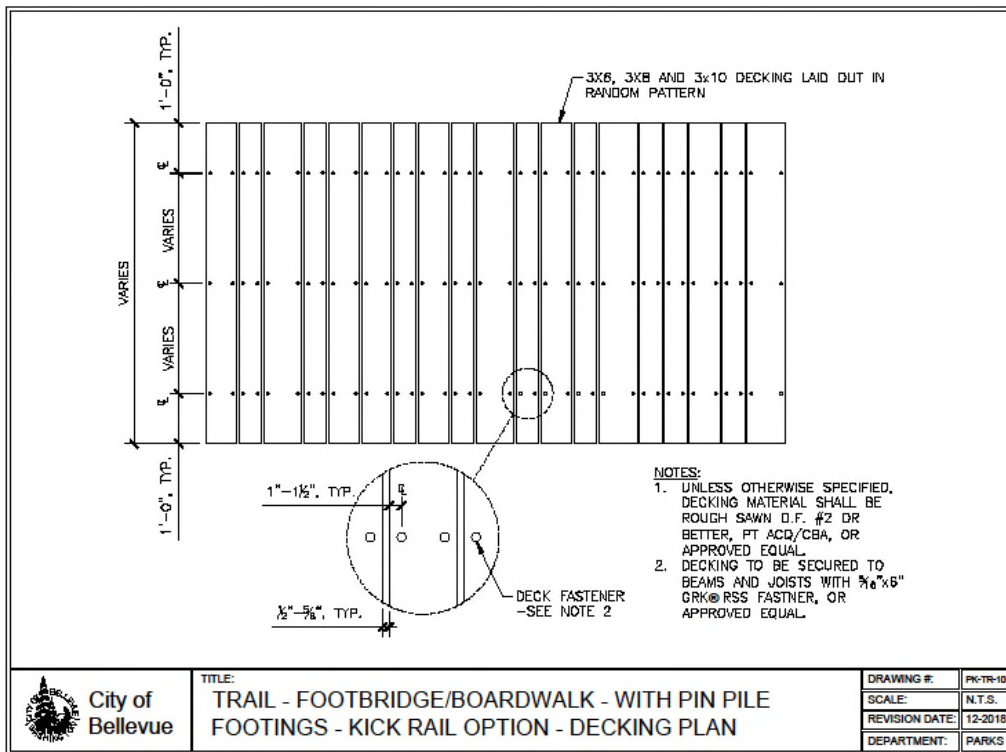 1'-0", TYP.
3X6, 3X8 AND 3x10 DECKING LAID OUT IN
RANDOM PATTERN
℄
VARIES
VARIES
℄
VARIES
℄
1'-0", TYP.
1"-1½", TYP.
℄
½"-⅝", TYP.
DECK FASTENER
-SEE NOTE 2
NOTES:
1. UNLESS OTHERWISE SPECIFIED,
DECKING MATERIAL SHALL BE
ROUGH SAWN D.F. #2 OR
BETTER, PT ACQ/CBA, OR
APPROVED EQUAL.
2. DECKING TO BE SECURED TO
BEAMS AND JOISTS WITH 5/16"x6"
GRK® RSS FASTNER, OR
APPROVED EQUAL.
City of
Bellevue
TITLE:
TRAIL - FOOTBRIDGE/BOARDWALK - WITH PIN PILE
FOOTINGS - KICK RAIL OPTION - DECKING PLAN
DRAWING #: PK-TR-10
SCALE: N.T.S.
REVISION DATE: 12-2018
DEPARTMENT: PARKS